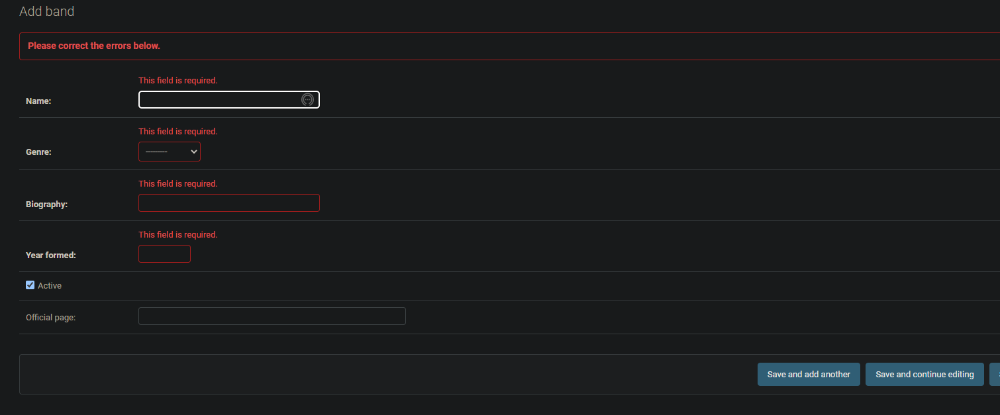 Add band
Please correct the errors below.
This field is required.
Name:
This field is required.
Genre:
---------
This field is required.
Biography:
This field is required.
Year formed:
Active
Official page:
Save and add another
Save and continue editing